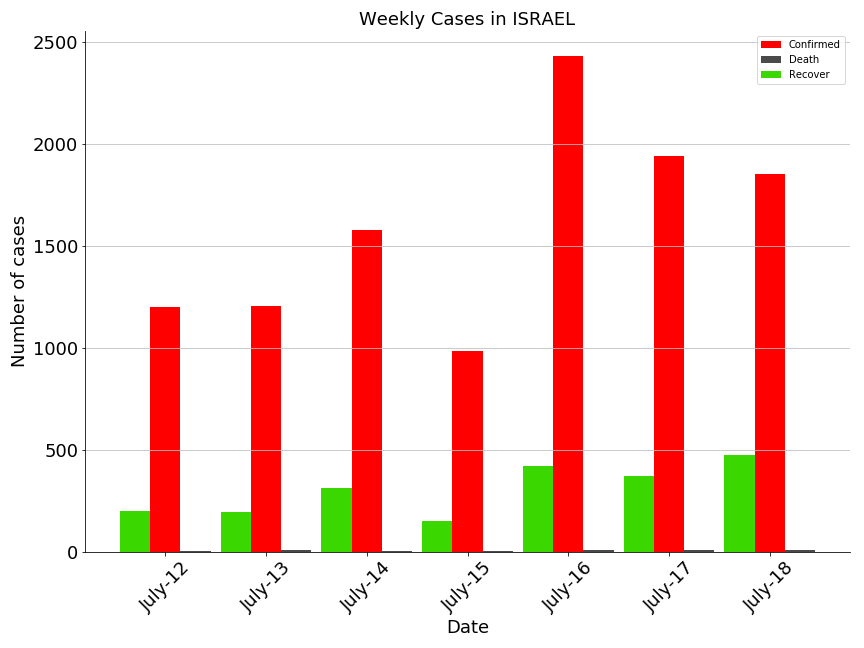 Weekly Cases in ISRAEL
Confirmed
Death
Recover
Number of cases
2500
2000
1500
1000
500
0
July-12
July-13
July-14
July-15
July-16
July-17
July-18
Date